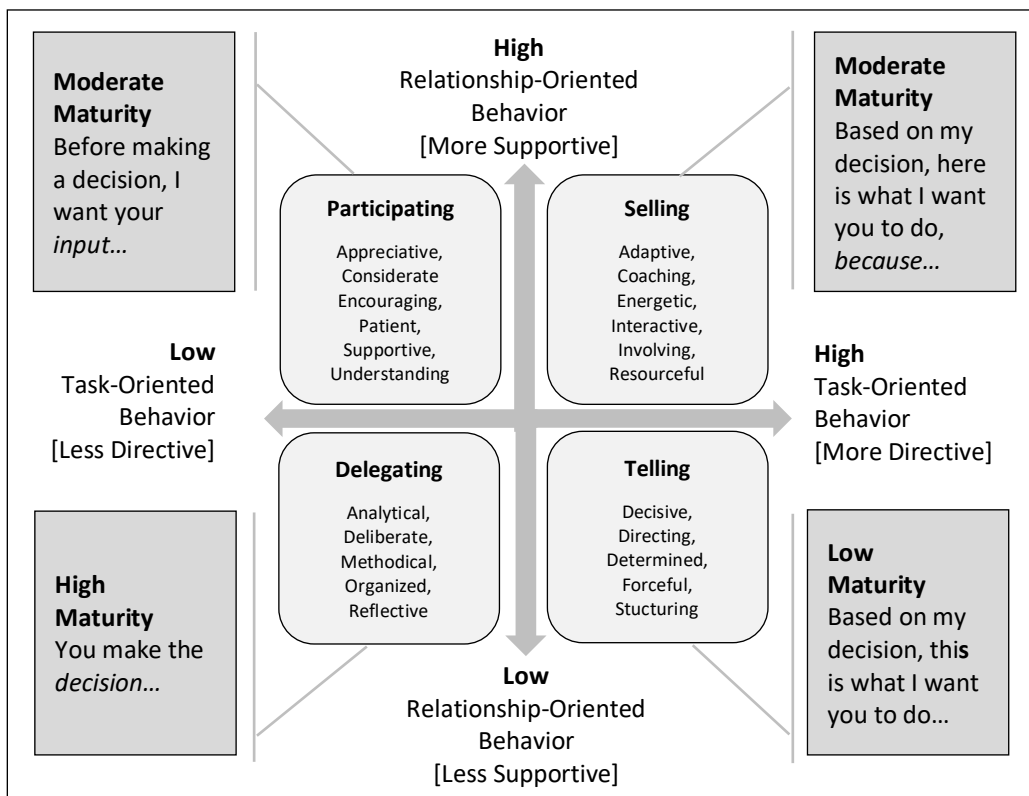 Moderate
Maturity
Before making
a decision, I
want your
input…
High
Relationship-Oriented
Behavior
[More Supportive]
Moderate
Maturity
Based on my
decision, here
is what I want
you to do,
because…
Participating
Appreciative,
Considerate
Encouraging,
Patient,
Supportive,
Understanding
Selling
Adaptive,
Coaching,
Energetic,
Interactive,
Involving,
Resourceful
Low
Task-Oriented
Behavior
[Less Directive]
High
Task-Oriented
Behavior
[More Directive]
Delegating
Analytical,
Deliberate,
Methodical,
Organized,
Reflective
Telling
Decisive,
Directing,
Determined,
Forceful,
Stucturing
High
Maturity
You make the
decision…
Low
Relationship-Oriented
Behavior
[Less Supportive]
Low
Maturity
Based on my
decision, this
is what I want
you to do…